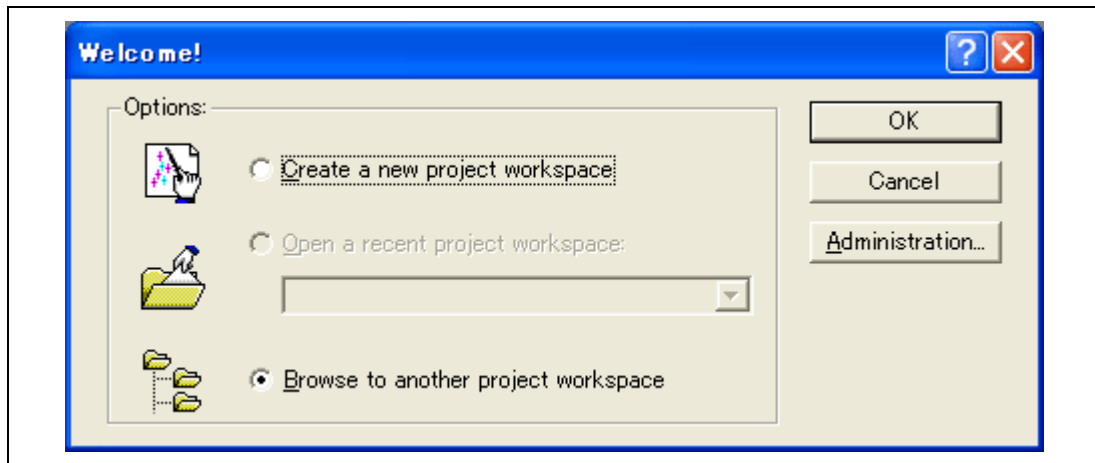 Welcome!
Options:
Create a new project workspace
Open a recent project workspace:
Browse to another project workspace
OK
Cancel
Administration...